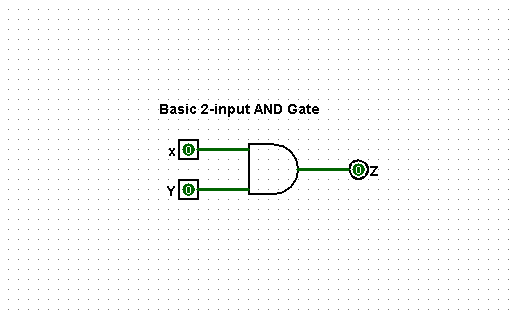 Basic 2-input AND Gate
x 0
Y 0
0 Z